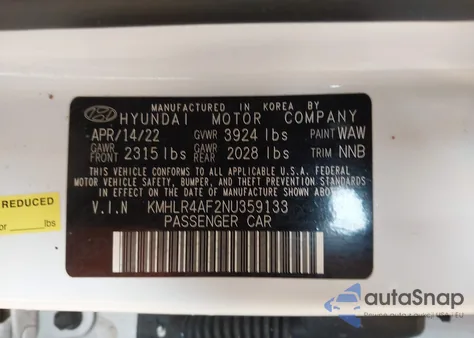 MANUFACTURED IN KOREA BY
HYUNDAI MOTOR COMPANY
APR/14/22 GVWR 3924 lbs PAINT WAW
GAWR FRONT 2315 lbs GAWR REAR 2028 lbs TRIM NNB
THIS VEHICLE CONFORMS TO ALL APPLICABLE U.S.A. FEDERAL
MOTOR VEHICLE SAFETY, BUMPER, AND THEFT PREVENTION STANDARDS
IN EFFECT ON THE DATE OF MANUFACTURE SHOWN ABOVE.
V.I.N KMHLR4AF2NU359133
PASSENGER CAR
REDUCED
or ____ lbs
autoSnap